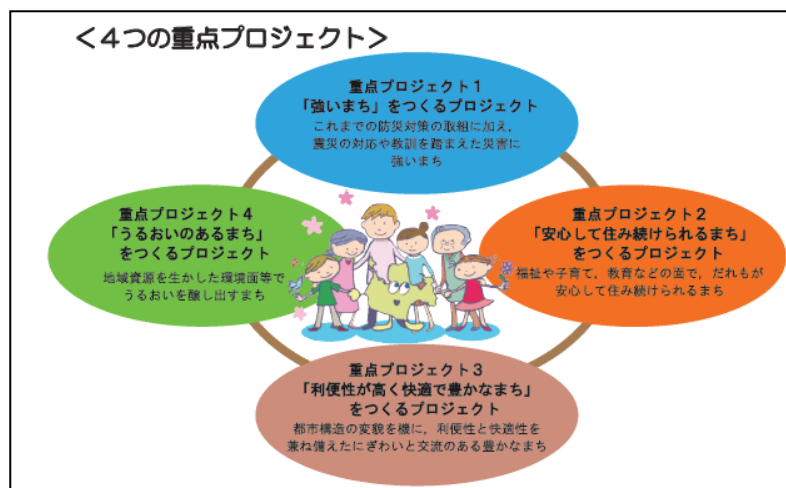 ＜４つの重点プロジェクト＞
重点プロジェクト１
「強いまち」をつくるプロジェクト
これまでの防災対策の取組に加え，
震災の対応や教訓を踏まえた災害に
強いまち
重点プロジェクト２
「安心して住み続けられるまち」
をつくるプロジェクト
福祉や子育て，教育などの面で，だれもが
安心して住み続けられるまち
重点プロジェクト３
「利便性が高く快適で豊かなまち」
をつくるプロジェクト
都市構造の変貌を機に，利便性と快適性を
兼ね備えたにぎわいと交流のある豊かなまち
重点プロジェクト４
「うるおいのあるまち」
をつくるプロジェクト
地域資源を生かした環境面等で
うるおいを醸し出すまち